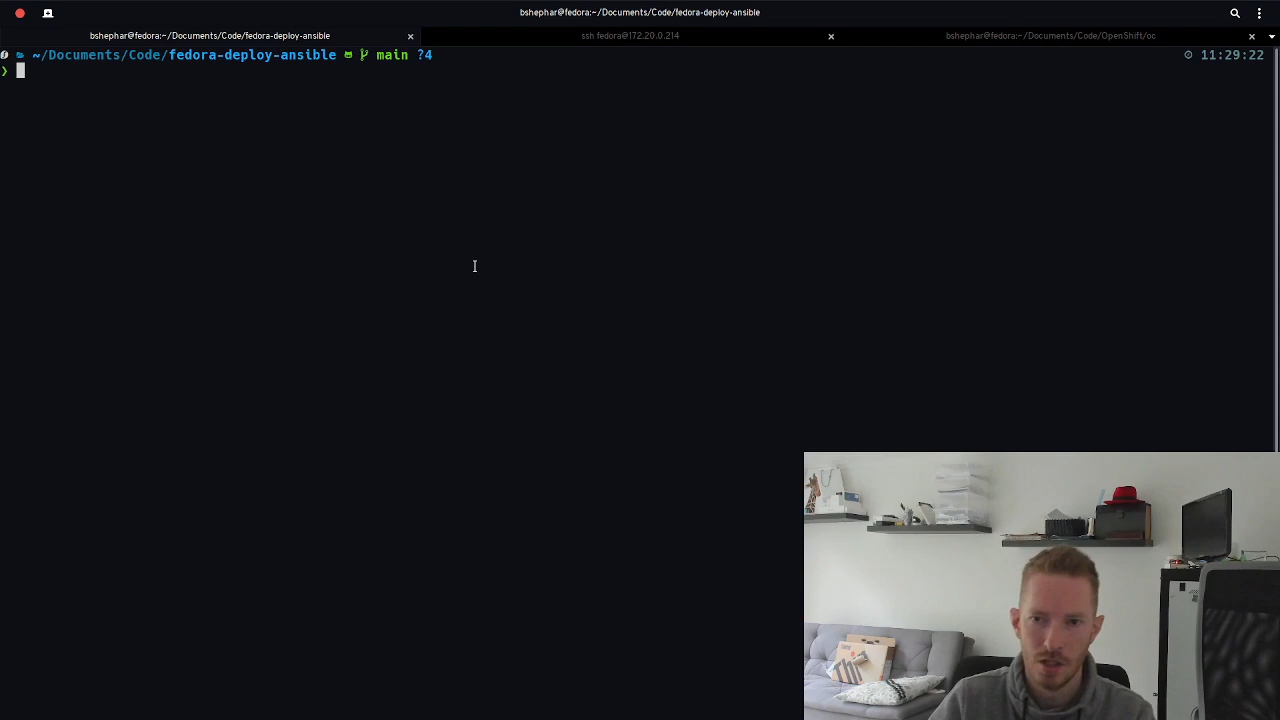 bshephar@fedora:~/Documents/Code/fedora-deploy-ansible
bshephar@fedora:~/Documents/Code/fedora-deploy-ansible
ssh fedora@172.20.0.214
bshephar@fedora:~/Documents/Code/OpenShift/oc
~/Documents/Code/fedora-deploy-ansible main ?4
11:29:22
❯